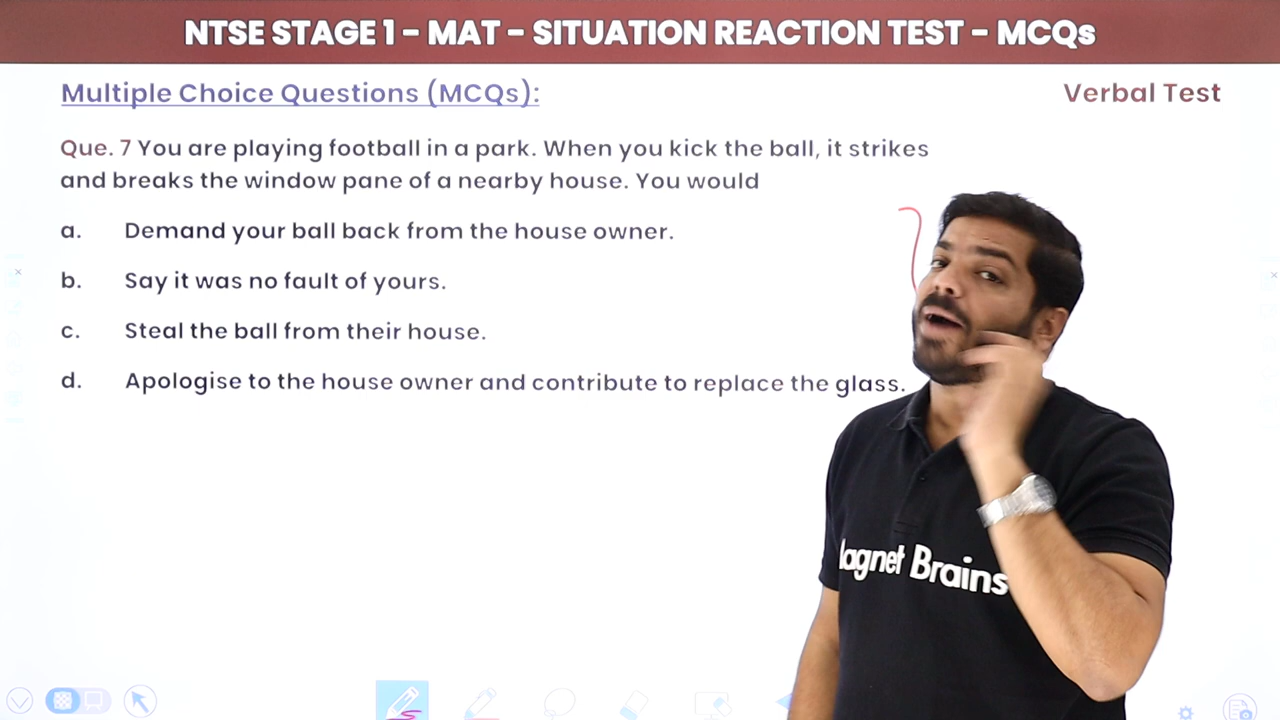 NTSE STAGE 1 – MAT – SITUATION REACTION TEST – MCQs
Multiple Choice Questions (MCQs):
Verbal Test
Que. 7 You are playing football in a park. When you kick the ball, it strikes
and breaks the window pane of a nearby house. You would
a. Demand your ball back from the house owner.
b. Say it was no fault of yours.
c. Steal the ball from their house.
d. Apologise to the house owner and contribute to replace the glass.
agnet Brains